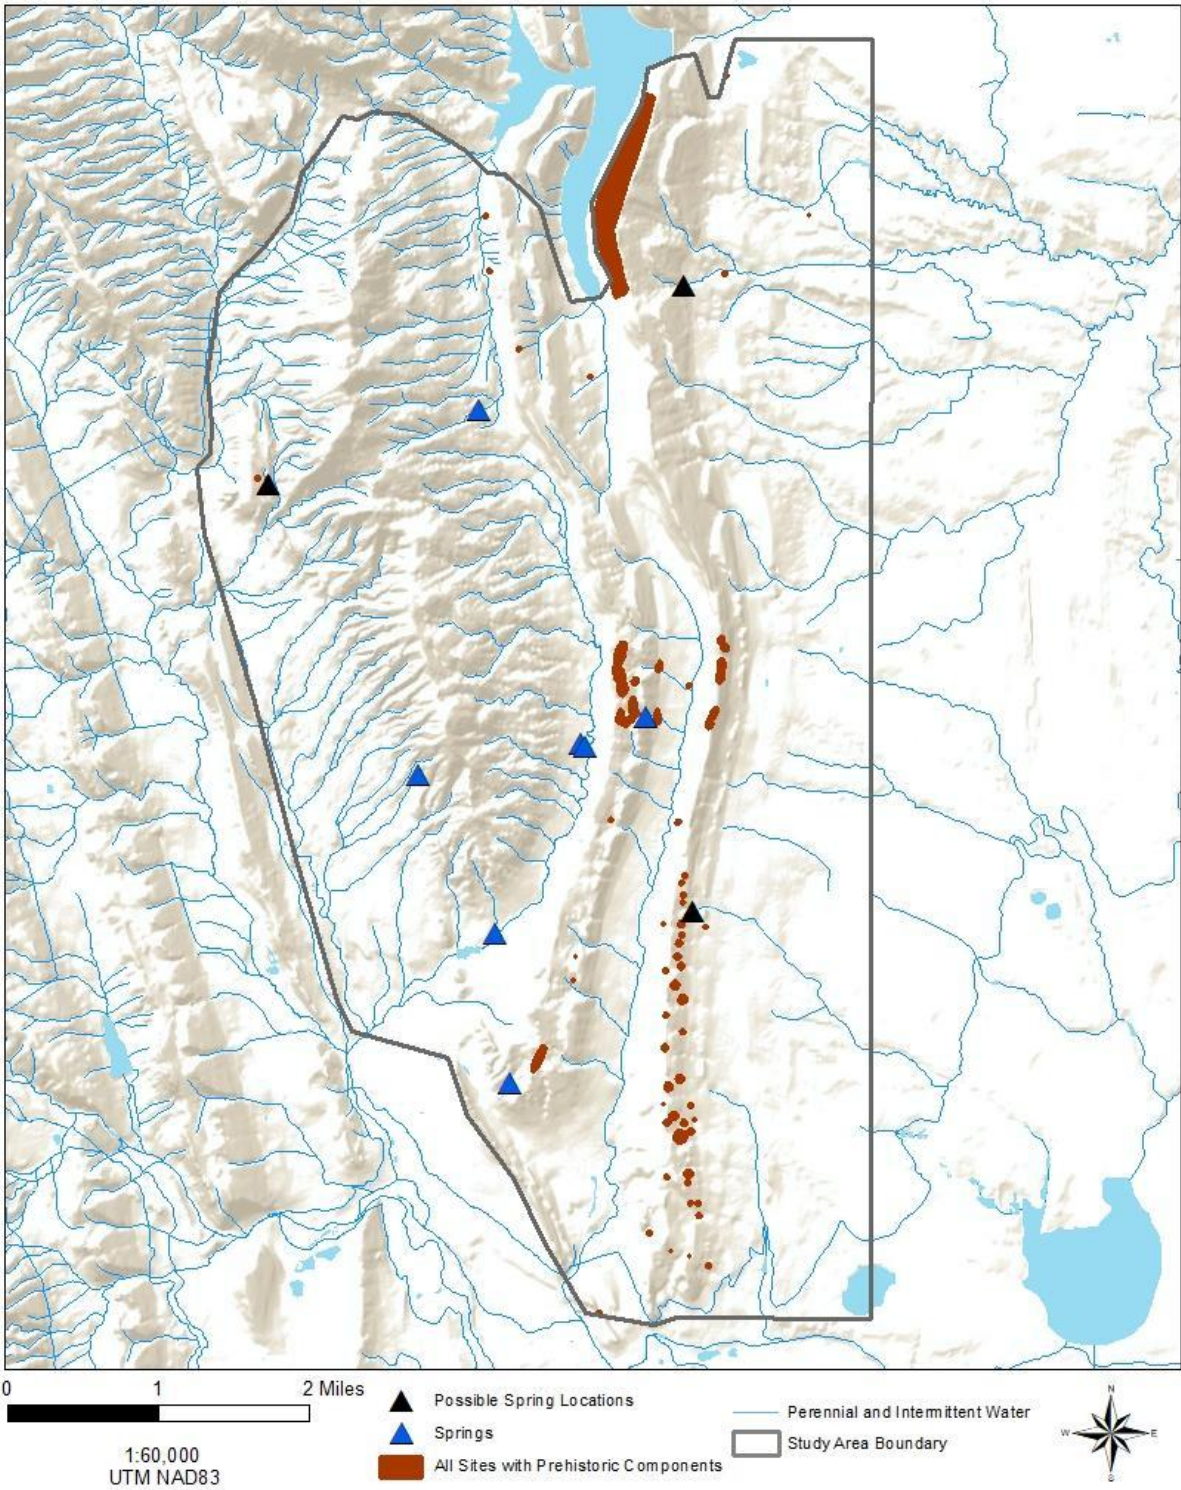 0 1 2 Miles
1:60,000
UTM NAD83
Possible Spring Locations
Springs
All Sites with Prehistoric Components
Perennial and Intermittent Water
Study Area Boundary
N
W E
S